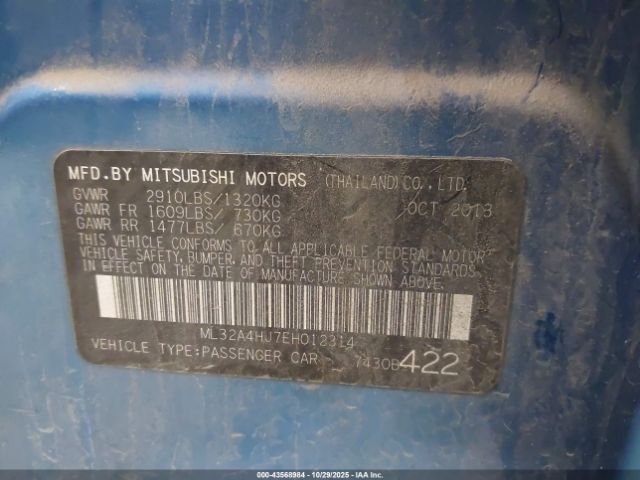 MFD.BY MITSUBISHI MOTORS (THAILAND) CO., LTD.
GVWR 2910LBS/1320KG OCT 2013
GAWR FR 1609LBS/ 730KG
GAWR RR 1477LBS/ 670KG
THIS VEHICLE CONFORMS TO ALL APPLICABLE FEDERAL MOTOR
VEHICLE SAFETY, BUMPER, AND THEFT PREVENTION STANDARDS
IN EFFECT ON THE DATE OF MANUFACTURE SHOWN ABOVE.
ML32A4HJ7EH012314
VEHICLE TYPE:PASSENGER CAR 7430B422
00-43568984 | 10/29/2025 - IAA Inc.